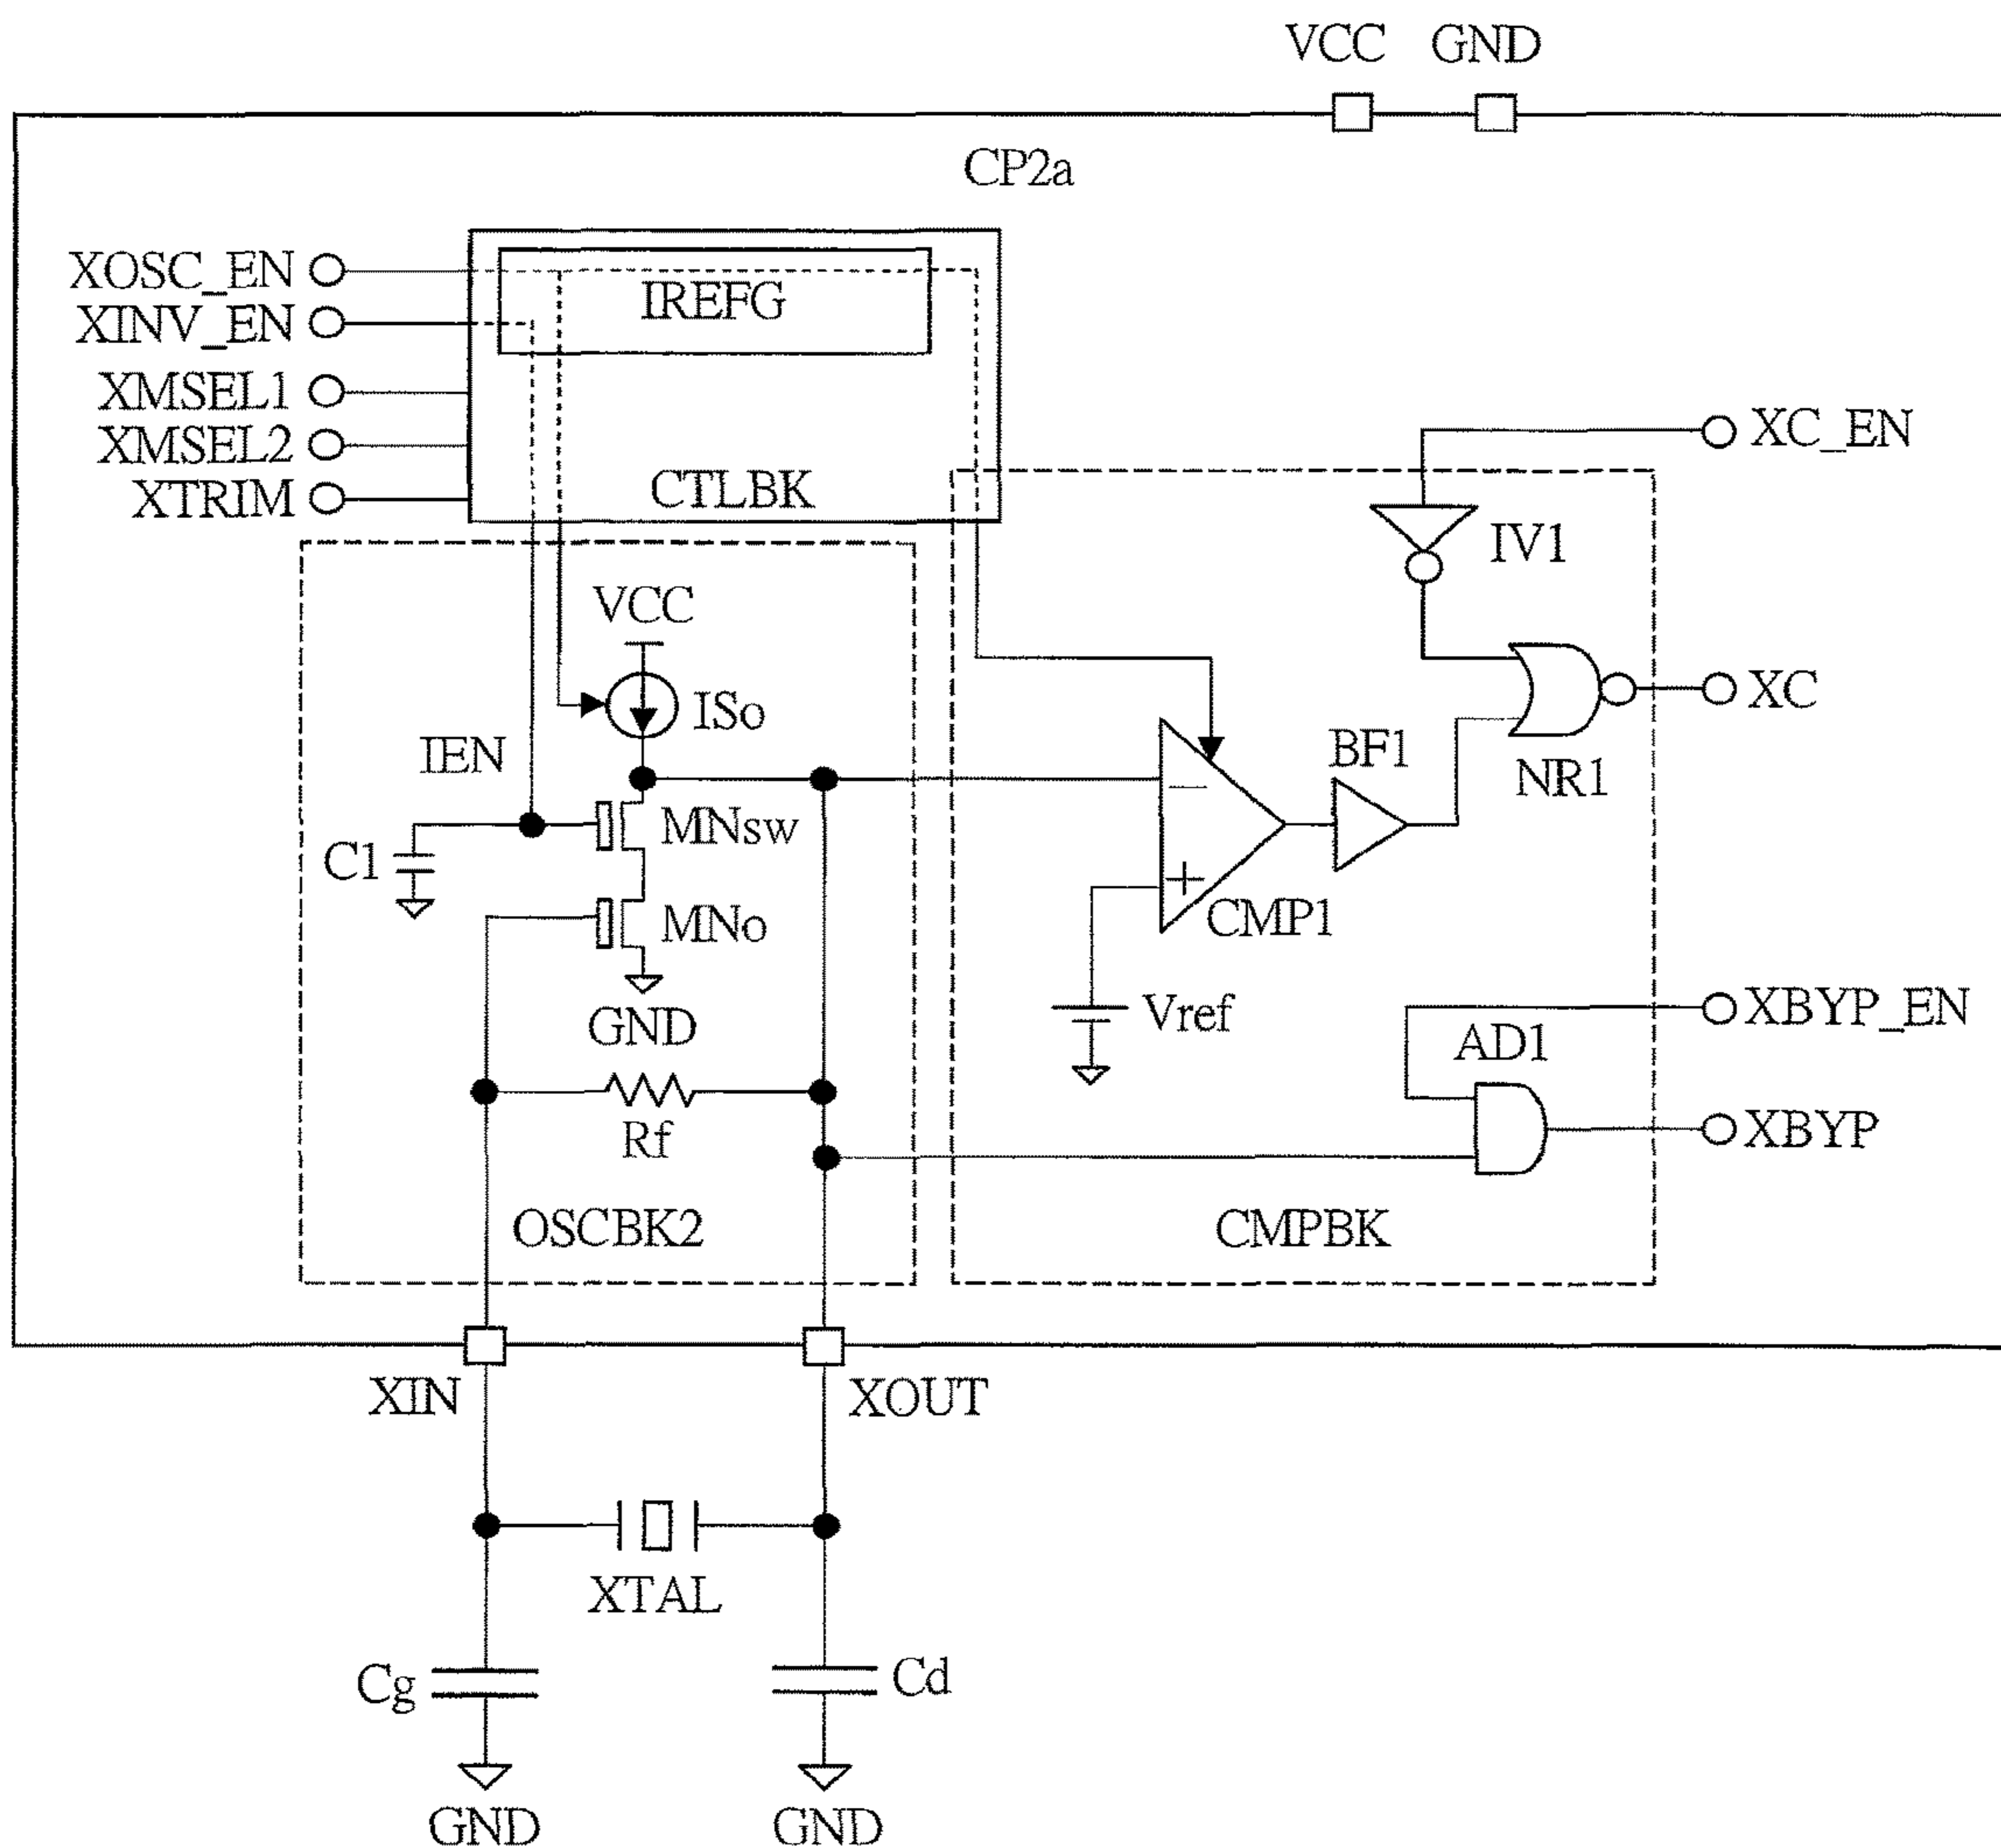 VCC GND
CP2a
XOSC_EN
IREFG
XINV_EN
XMSEL1
XMSEL2
XTRIM
CTLBK
XC_EN
IV1
VCC
ISo
XC
IEN
BF1
NR1
MNsw
C1
−
+
MNo
CMP1
GND
Vref
XBYP_EN
AD1
Rf
XBYP
OSCBK2
CMPBK
XIN
XOUT
XTAL
Cg
Cd
GND
GND